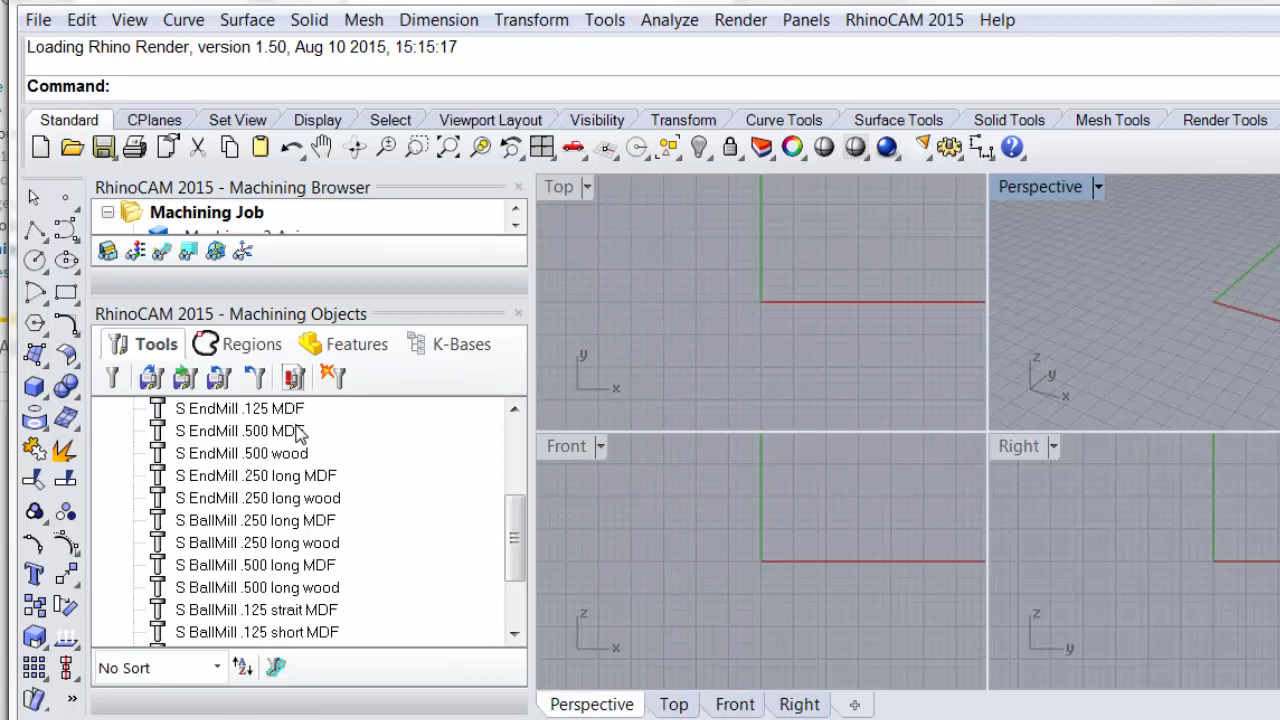 File Edit View Curve Surface Solid Mesh Dimension Transform Tools Analyze Render Panels RhinoCAM 2015 Help
Loading Rhino Render, version 1.50, Aug 10 2015, 15:15:17
Command:
Standard CPlanes Set View Display Select Viewport Layout Visibility Transform Curve Tools Surface Tools Solid Tools Mesh Tools Render Tools
RhinoCAM 2015 - Machining Browser
Machining Job
Top
Perspective
RhinoCAM 2015 - Machining Objects
Tools Regions Features K-Bases
S EndMill .125 MDF
S EndMill .500 MDF
S EndMill .500 wood
S EndMill .250 long MDF
S EndMill .250 long wood
S BallMill .250 long MDF
S BallMill .250 long wood
S BallMill .500 long MDF
S BallMill .500 long wood
S BallMill .125 strait MDF
S BallMill .125 short MDF
No Sort
y
x
z
y
x
Front
Right
z
x
z
y
Perspective Top Front Right